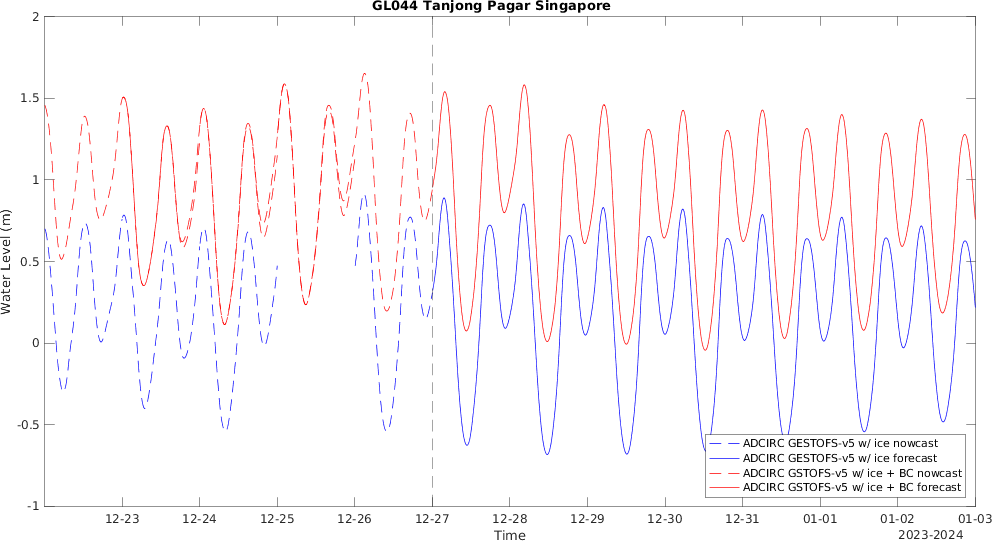 GL044 Tanjong Pagar Singapore
2
1.5
1
0.5
0
-0.5
-1
Water Level (m)
12-23 12-24 12-25 12-26 12-27 12-28 12-29 12-30 12-31 01-01 01-02 01-03
Time
2023-2024
ADCIRC GESTOFS-v5 w/ ice nowcast
ADCIRC GESTOFS-v5 w/ ice forecast
ADCIRC GSTOFS-v5 w/ ice + BC nowcast
ADCIRC GSTOFS-v5 w/ ice + BC forecast